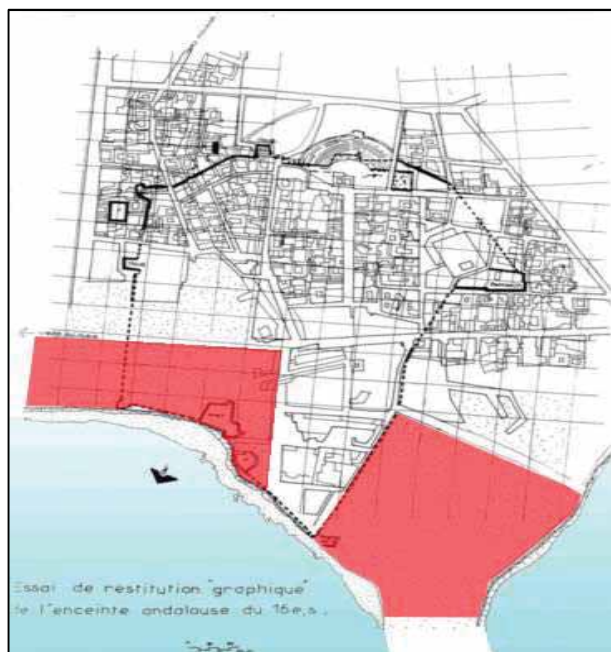 Essai de restitution "graphique"
de l'enceinte andalouse du 16e,s.